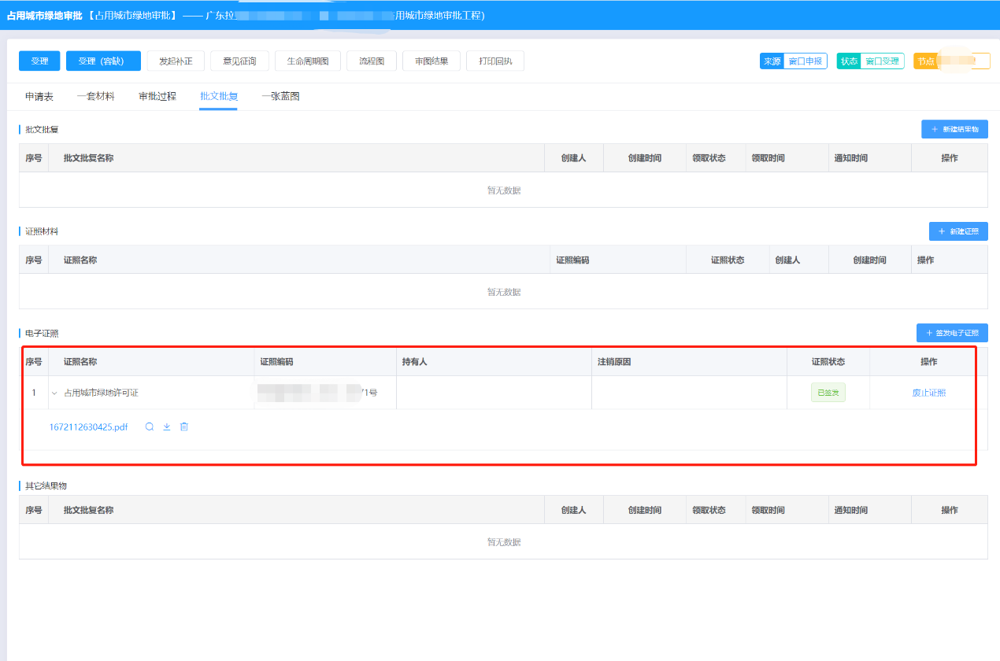 占用城市绿地审批 【占用城市绿地审批】 —— 广东拉 用城市绿地审批工程)
受理 受理（容缺） 发起补正 意见征询 生命周期图 流程图 审图结果 打印回执 来源 窗口申报 状态 窗口受理 节点
申请表 一套材料 审批过程 批文批复 一张蓝图
批文批复 + 新建结果物
序号 批文批复名称 创建人 创建时间 领取状态 领取时间 通知时间 操作
暂无数据
证照材料 + 新建证照
序号 证照名称 证照编码 证照状态 创建人 创建时间 操作
暂无数据
电子证照 + 签发电子证照
序号 证照名称 证照编码 持有人 注销原因 证照状态 操作
1 占用城市绿地许可证 1号 已签发 废止证照
1672112630425.pdf
其它结果物
序号 批文批复名称 创建人 创建时间 领取状态 领取时间 通知时间 操作
暂无数据